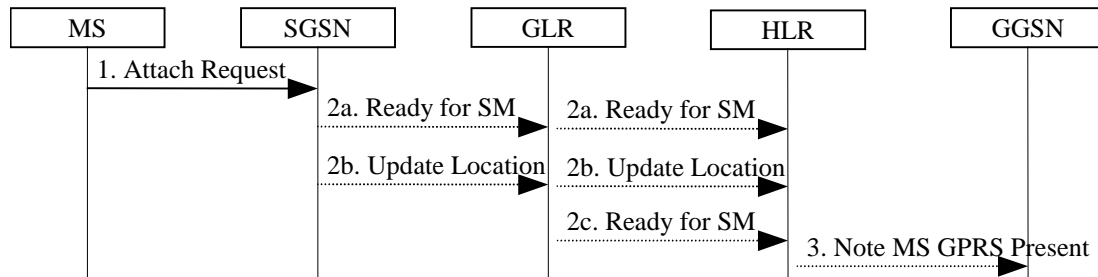 MS SGSN GLR HLR GGSN
1. Attach Request
2a. Ready for SM 2a. Ready for SM
2b. Update Location 2b. Update Location
2c. Ready for SM
3. Note MS GPRS Present